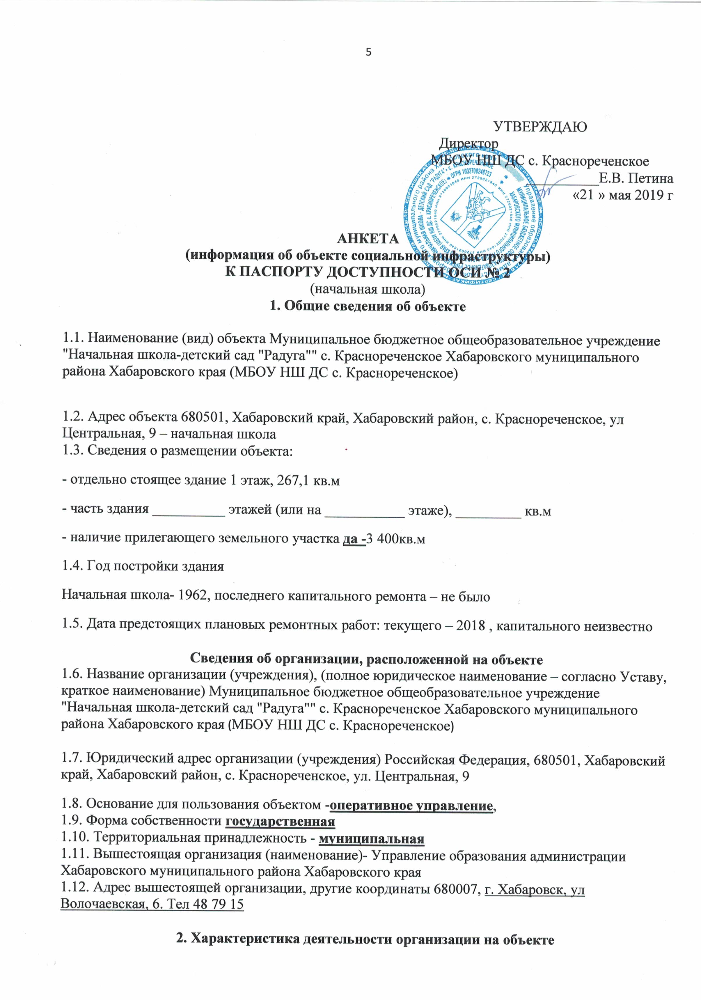 5
УТВЕРЖДАЮ
Директор
МБОУ НШ ДС с. Краснореченское
__________Е.В. Петина
«21 » мая 2019 г
АНКЕТА
(информация об объекте социальной инфраструктуры)
К ПАСПОРТУ ДОСТУПНОСТИ ОСИ № 2
(начальная школа)
1. Общие сведения об объекте
1.1. Наименование (вид) объекта Муниципальное бюджетное общеобразовательное учреждение
"Начальная школа-детский сад "Радуга"" с. Краснореченское Хабаровского муниципального
района Хабаровского края (МБОУ НШ ДС с. Краснореченское)
1.2. Адрес объекта 680501, Хабаровский край, Хабаровский район, с. Краснореченское, ул
Центральная, 9 – начальная школа
1.3. Сведения о размещении объекта:
- отдельно стоящее здание 1 этаж, 267,1 кв.м
- часть здания __________ этажей (или на ___________ этаже), _________ кв.м
- наличие прилегающего земельного участка да -3 400кв.м
1.4. Год постройки здания
Начальная школа- 1962, последнего капитального ремонта – не было
1.5. Дата предстоящих плановых ремонтных работ: текущего – 2018 , капитального неизвестно
Сведения об организации, расположенной на объекте
1.6. Название организации (учреждения), (полное юридическое наименование – согласно Уставу,
краткое наименование) Муниципальное бюджетное общеобразовательное учреждение
"Начальная школа-детский сад "Радуга"" с. Краснореченское Хабаровского муниципального
района Хабаровского края (МБОУ НШ ДС с. Краснореченское)
1.7. Юридический адрес организации (учреждения) Российская Федерация, 680501, Хабаровский
край, Хабаровский район, с. Краснореченское, ул. Центральная, 9
1.8. Основание для пользования объектом -оперативное управление,
1.9. Форма собственности государственная
1.10. Территориальная принадлежность - муниципальная
1.11. Вышестоящая организация (наименование)- Управление образования администрации
Хабаровского муниципального района Хабаровского края
1.12. Адрес вышестоящей организации, другие координаты 680007, г. Хабаровск, ул
Волочаевская, 6. Тел 48 79 15
2. Характеристика деятельности организации на объекте